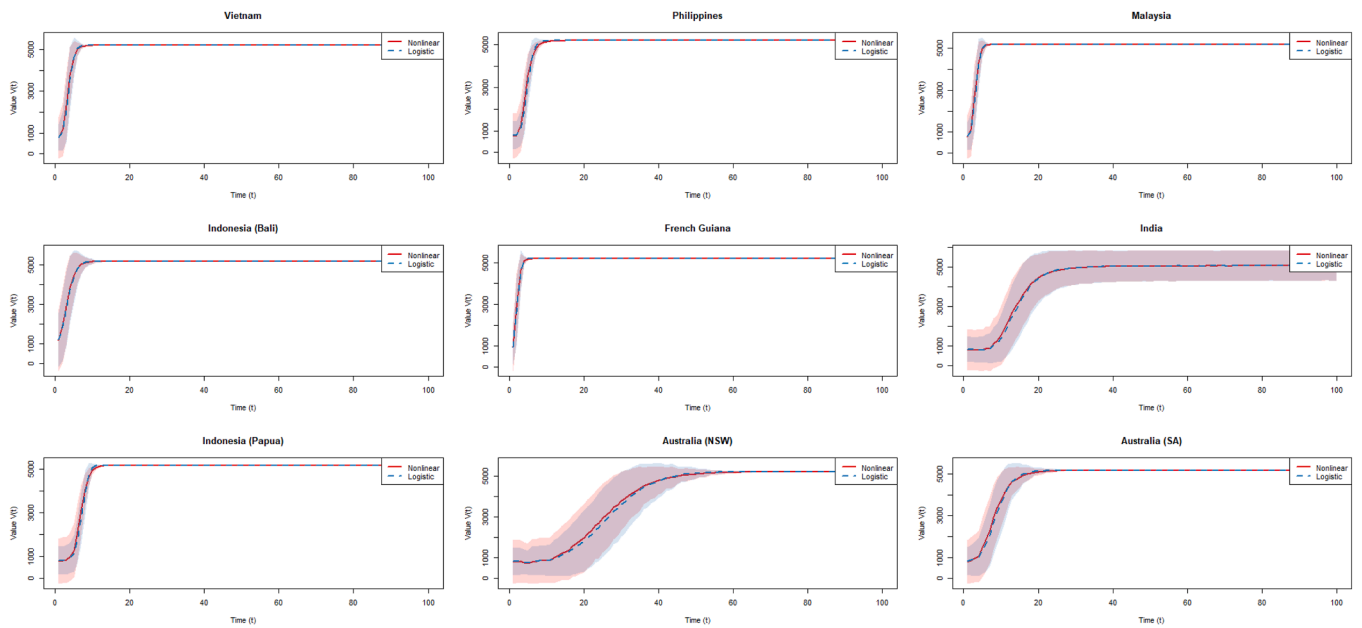 Vietnam
Value V(t)
0 1000 3000 5000
Nonlinear
Logistic
0 20 40 60 80 100
Time (t)
Philippines
Value V(t)
0 1000 3000 5000
Nonlinear
Logistic
0 20 40 60 80 100
Time (t)
Malaysia
Value V(t)
0 1000 3000 5000
Nonlinear
Logistic
0 20 40 60 80 100
Time (t)
Indonesia (Bali)
Value V(t)
0 1000 3000 5000
Nonlinear
Logistic
0 20 40 60 80 100
Time (t)
French Guiana
Value V(t)
0 1000 3000 5000
Nonlinear
Logistic
0 20 40 60 80 100
Time (t)
India
Value V(t)
0 1000 3000 5000
Nonlinear
Logistic
0 20 40 60 80 100
Time (t)
Indonesia (Papua)
Value V(t)
0 1000 3000 5000
Nonlinear
Logistic
0 20 40 60 80 100
Time (t)
Australia (NSW)
Value V(t)
0 1000 3000 5000
Nonlinear
Logistic
0 20 40 60 80 100
Time (t)
Australia (SA)
Value V(t)
0 1000 3000 5000
Nonlinear
Logistic
0 20 40 60 80 100
Time (t)